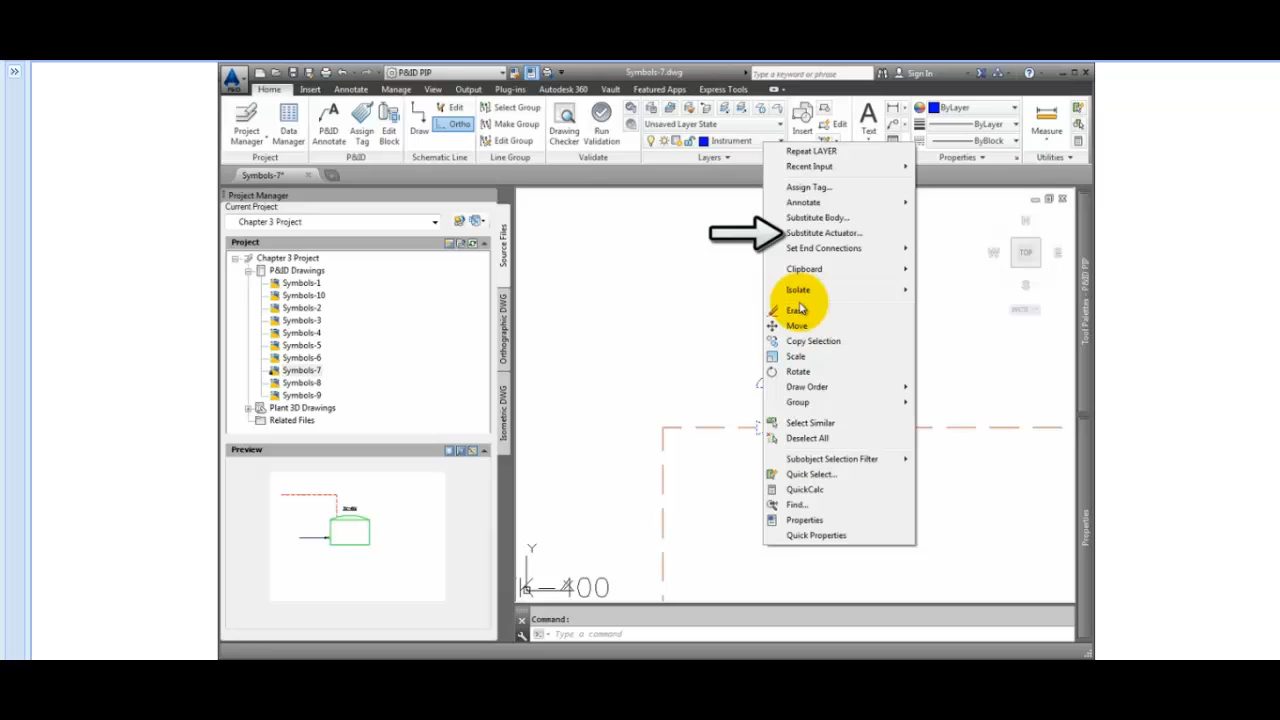 P&ID PIP
Symbols-7.dwg
Type a keyword or phrase
Sign In
Home Insert Annotate Manage View Output Plug-ins Autodesk 360 Vault Featured Apps Express Tools
Project Manager
Data Manager
P&ID Annotate
Assign Tag
Edit Block
Draw
Edit
Ortho
Select Group
Make Group
Edit Group
Drawing Checker
Run Validation
Unsaved Layer State
Instrument
Insert
Edit
Text
ByLayer
ByLayer
ByBlock
Measure
Project P&ID Schematic Line Line Group Validate Layers Properties Utilities
Symbols-7*
Project Manager
Current Project:
Chapter 3 Project
Project
Chapter 3 Project
P&ID Drawings
Symbols-1
Symbols-10
Symbols-2
Symbols-3
Symbols-4
Symbols-5
Symbols-6
Symbols-7
Symbols-8
Symbols-9
Plant 3D Drawings
Related Files
Preview
Source Files
Orthographic DWG
Isometric DWG
Repeat LAYER
Recent Input
Assign Tag...
Annotate
Substitute Body...
Substitute Actuator...
Set End Connections
Clipboard
Isolate
Erase
Move
Copy Selection
Scale
Rotate
Draw Order
Group
Select Similar
Deselect All
Subobject Selection Filter
Quick Select...
QuickCalc
Find...
Properties
Quick Properties
N
W TOP E
S
Tool Palettes - P&ID PIP
Properties
Y
K-400
Command:
Type a command